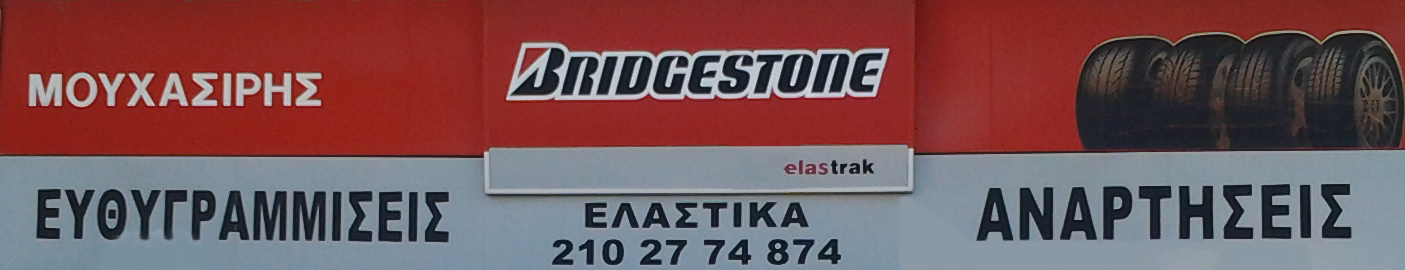 ΜΟΥΧΑΣΙΡΗΣ
BRIDGESTONE
elastrak
ΕΥΘΥΓΡΑΜΜΙΣΕΙΣ
ΕΛΑΣΤΙΚΑ
210 27 74 874
ΑΝΑΡΤΗΣΕΙΣ